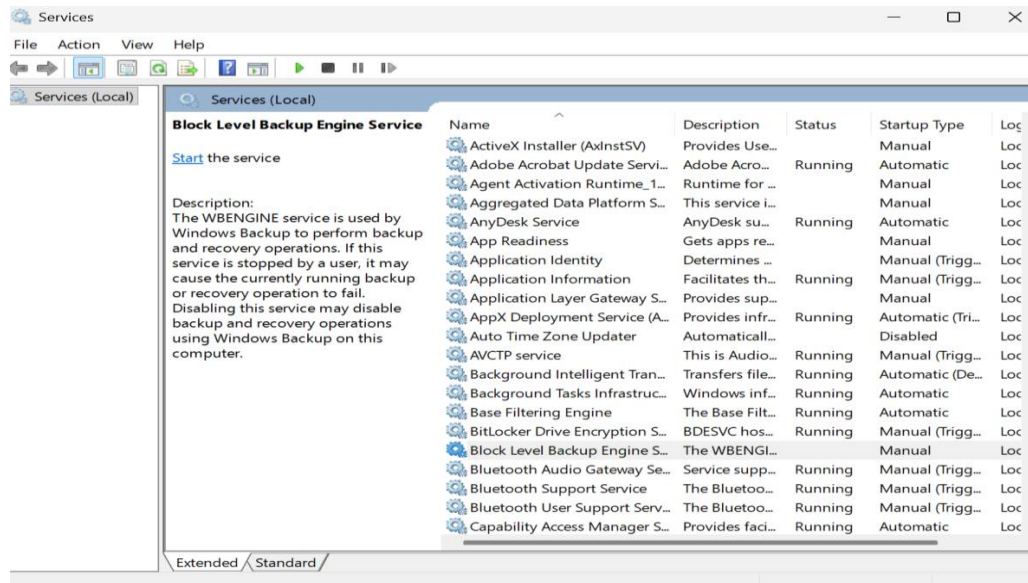 Services
File Action View Help
Services (Local)
Services (Local)
Block Level Backup Engine Service
Start the service
Description:
The WBENGINE service is used by
Windows Backup to perform backup
and recovery operations. If this
service is stopped by a user, it may
cause the currently running backup
or recovery operation to fail.
Disabling this service may disable
backup and recovery operations
using Windows Backup on this
computer.
Name Description Status Startup Type Log
ActiveX Installer (AxInstSV) Provides Use... Manual Loc
Adobe Acrobat Update Servi... Adobe Acro... Running Automatic Loc
Agent Activation Runtime_1... Runtime for ... Manual Loc
Aggregated Data Platform S... This service i... Manual Loc
AnyDesk Service AnyDesk su... Running Automatic Loc
App Readiness Gets apps re... Manual Loc
Application Identity Determines ... Manual (Trigg... Loc
Application Information Facilitates th... Running Manual (Trigg... Loc
Application Layer Gateway S... Provides sup... Manual Loc
AppX Deployment Service (A... Provides infr... Running Automatic (Tri... Loc
Auto Time Zone Updater Automaticall... Disabled Loc
AVCTP service This is Audio... Running Manual (Trigg... Loc
Background Intelligent Tran... Transfers file... Running Automatic (De... Loc
Background Tasks Infrastruc... Windows inf... Running Automatic Loc
Base Filtering Engine The Base Filt... Running Automatic Loc
BitLocker Drive Encryption S... BDESVC hos... Running Manual (Trigg... Loc
Block Level Backup Engine S... The WBENGI... Manual Loc
Bluetooth Audio Gateway Se... Service supp... Running Manual (Trigg... Loc
Bluetooth Support Service The Bluetoo... Running Manual (Trigg... Loc
Bluetooth User Support Serv... The Bluetoo... Running Manual (Trigg... Loc
Capability Access Manager S... Provides faci... Running Automatic Loc
Extended Standard